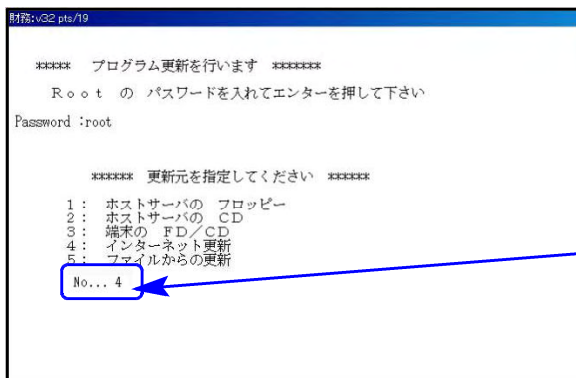 財務:v32 pts/19
***** プログラム更新を行います *******
Ｒｏｏｔ の パスワードを入れてエンターを押して下さい
Password :root
****** 更新元を指定してください ******
1: ホストサーバの フロッピー
2: ホストサーバの CD
3: 端末の FD/CD
4: インターネット更新
5: ファイルからの更新
No... 4